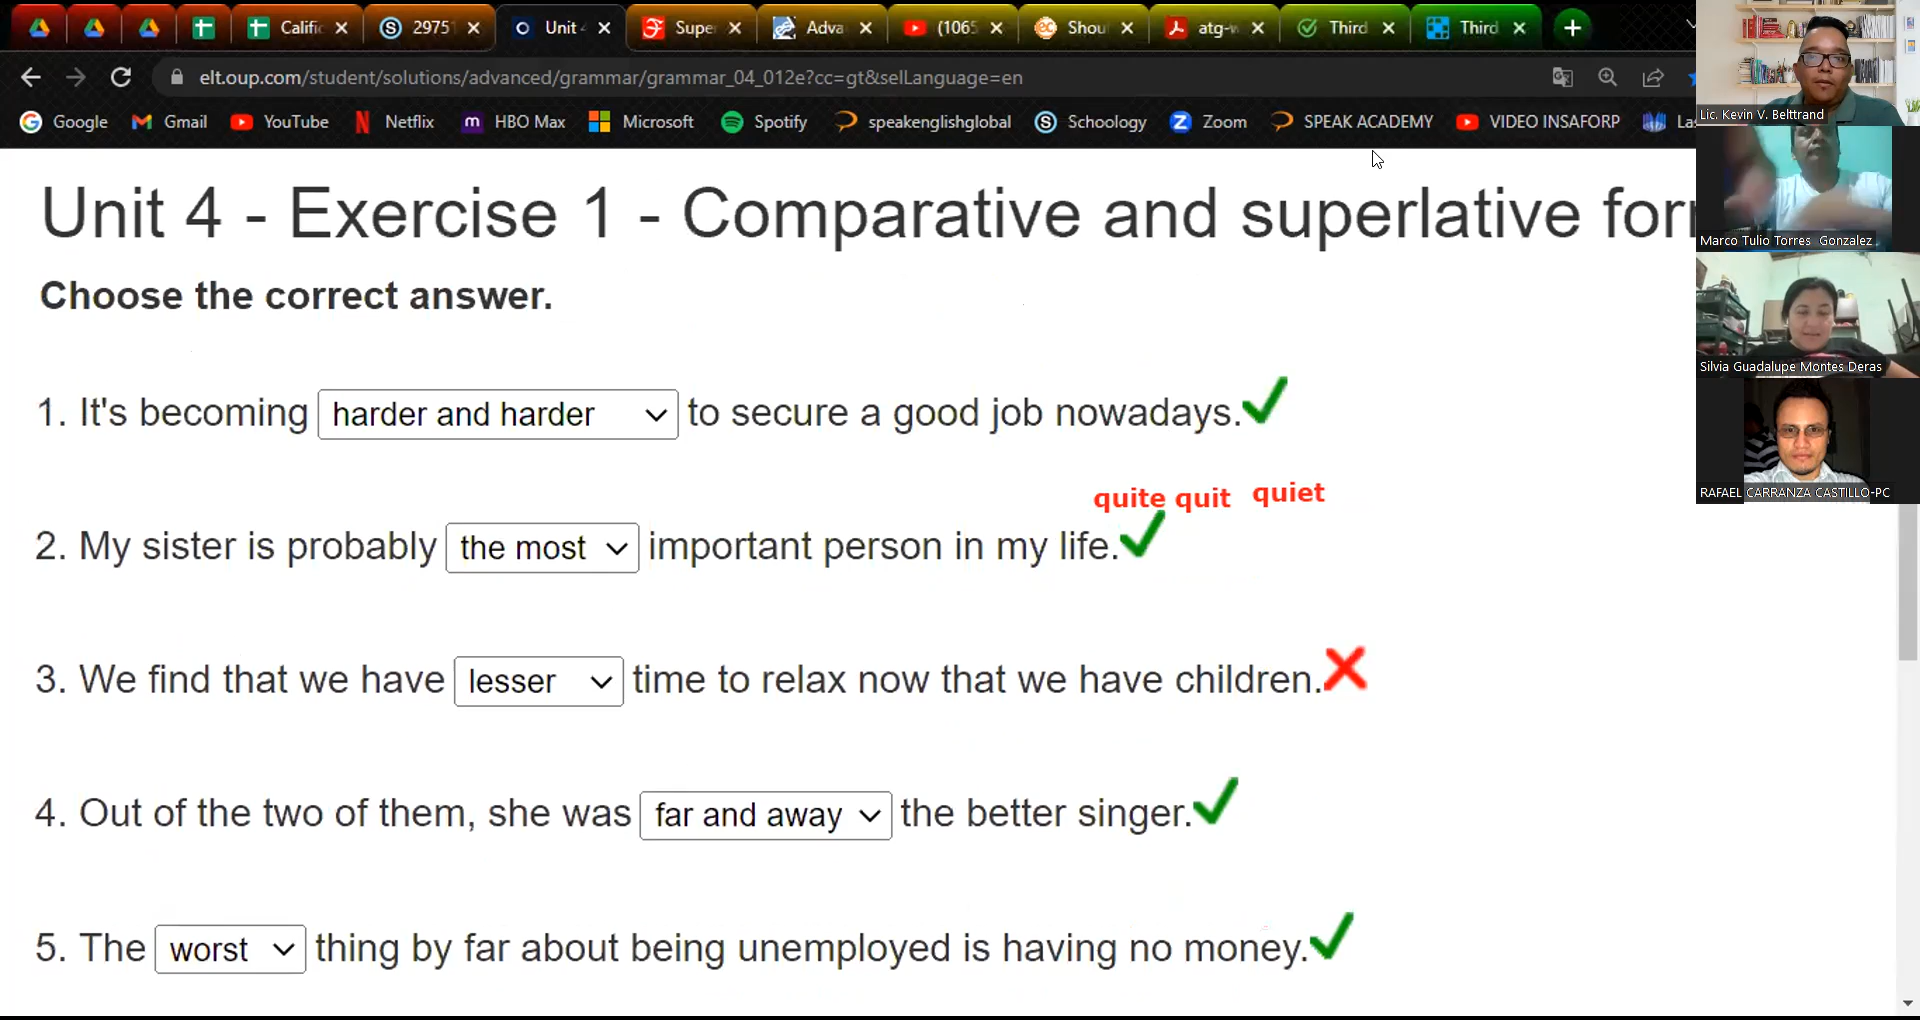 Calific
29751
Unit
Super
Adva
(1065
Shou
atg-w
Third
Third
elt.oup.com/student/solutions/advanced/grammar/grammar_04_012e?cc=gt&selLanguage=en
Google
Gmail
YouTube
Netflix
HBO Max
Microsoft
Spotify
speakenglishglobal
Schoology
Zoom
SPEAK ACADEMY
VIDEO INSAFORP
Las
Lic. Kevin V. Belttrand
Marco Tulio Torres Gonzalez
Silvia Guadalupe Montes Deras
RAFAEL CARRANZA CASTILLO-PC
Unit 4 - Exercise 1 - Comparative and superlative for
Choose the correct answer.
1. It's becoming harder and harder to secure a good job nowadays.
quite quit quiet
2. My sister is probably the most important person in my life.
3. We find that we have lesser time to relax now that we have children.
4. Out of the two of them, she was far and away the better singer.
5. The worst thing by far about being unemployed is having no money.